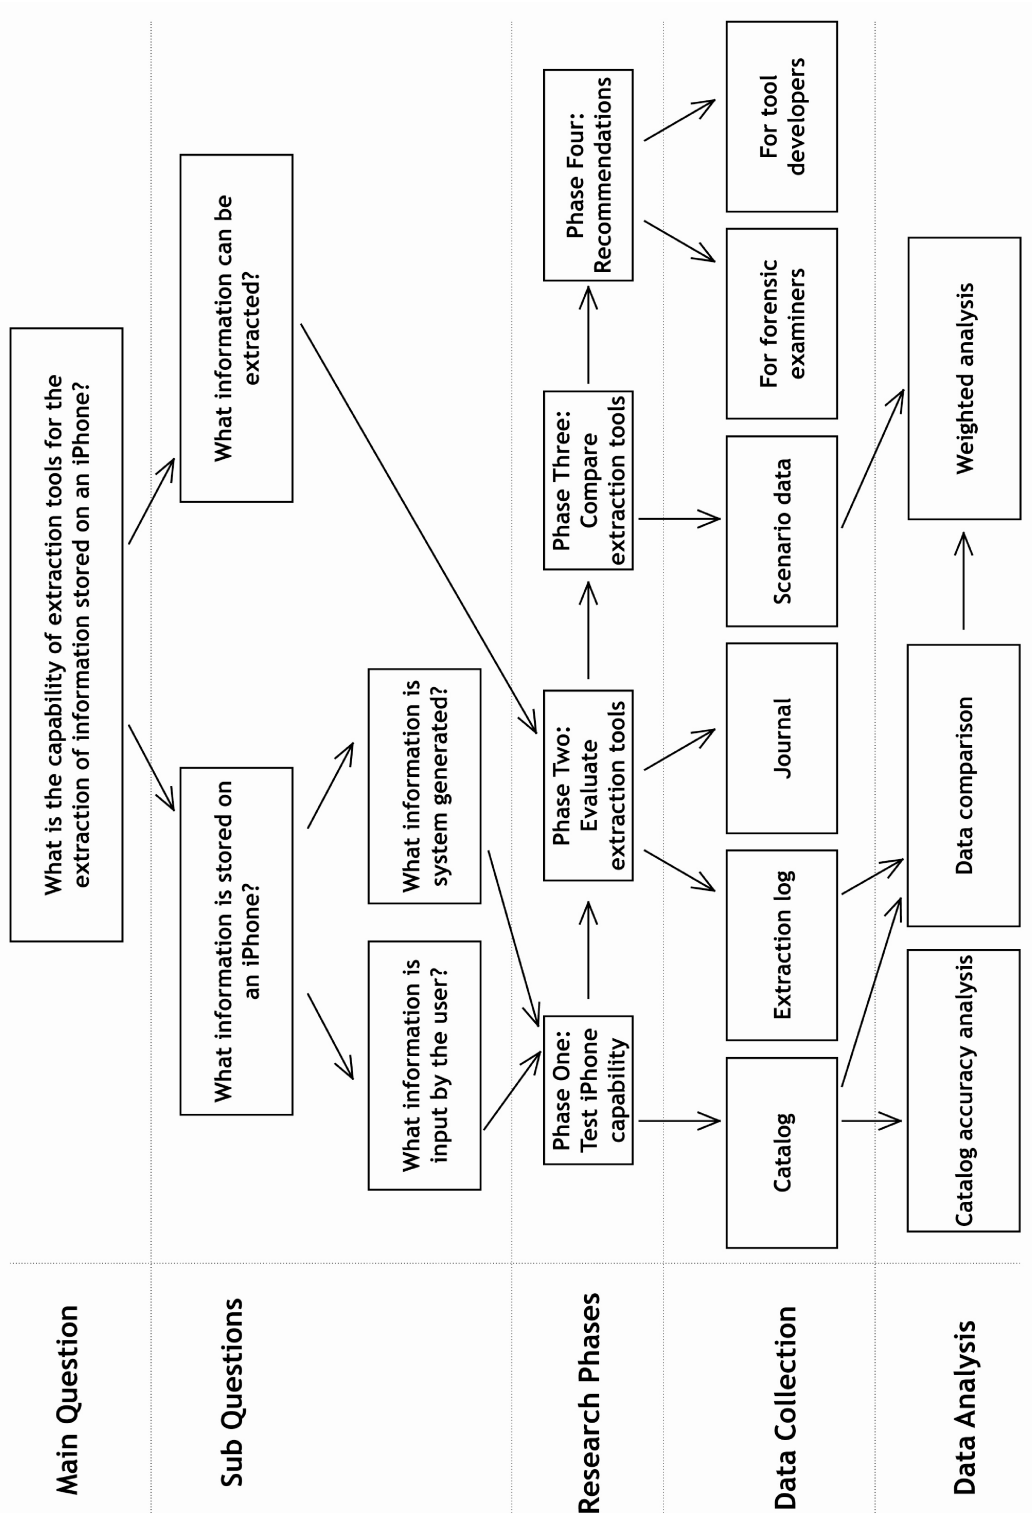 Main Question
What is the capability of extraction tools for the
extraction of information stored on an iPhone?
Sub Questions
What information is stored on
an iPhone?
What information can be
extracted?
What information is
input by the user?
What information is
system generated?
Research Phases
Phase One:
Test iPhone
capability
Phase Two:
Evaluate
extraction tools
Phase Three:
Compare
extraction tools
Phase Four:
Recommendations
Data Collection
Catalog
Extraction log
Journal
Scenario data
For forensic
examiners
For tool
developers
Data Analysis
Catalog accuracy analysis
Data comparison
Weighted analysis